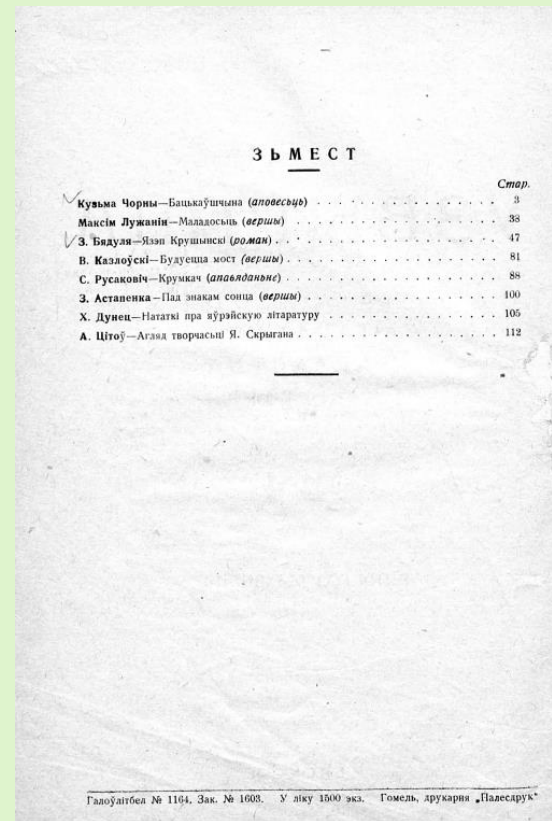 ЗЬМЕСТ
Стар.
Кузьма Чорны—Бацькаўшчына (аповесьць) . . . . . . . . . . . . . . . . . 3
Максім Лужанін—Маладосьць (вершы) . . . . . . . . . . . . . . . . . 38
З. Бядуля—Язэп Крушынскі (роман) . . . . . . . . . . . . . . . . . 47
В. Казлоўскі—Будуецца мост (вершы) . . . . . . . . . . . . . . . . . 81
С. Русаковіч—Крумкач (апавяданьне) . . . . . . . . . . . . . . . . . 88
З. Астапенка—Пад знакам сонца (вершы) . . . . . . . . . . . . . . . . . 100
Х. Дунец—Нататкі пра яўрэйскую літаратуру . . . . . . . . . . . . . . . . . 105
А. Цітоў—Агляд творчасьці Я. Скрыгана . . . . . . . . . . . . . . . . . 112
Галоўлітбел № 1164. Зак. № 1603. У ліку 1500 экз. Гомель, друкарня „Палесдрук"